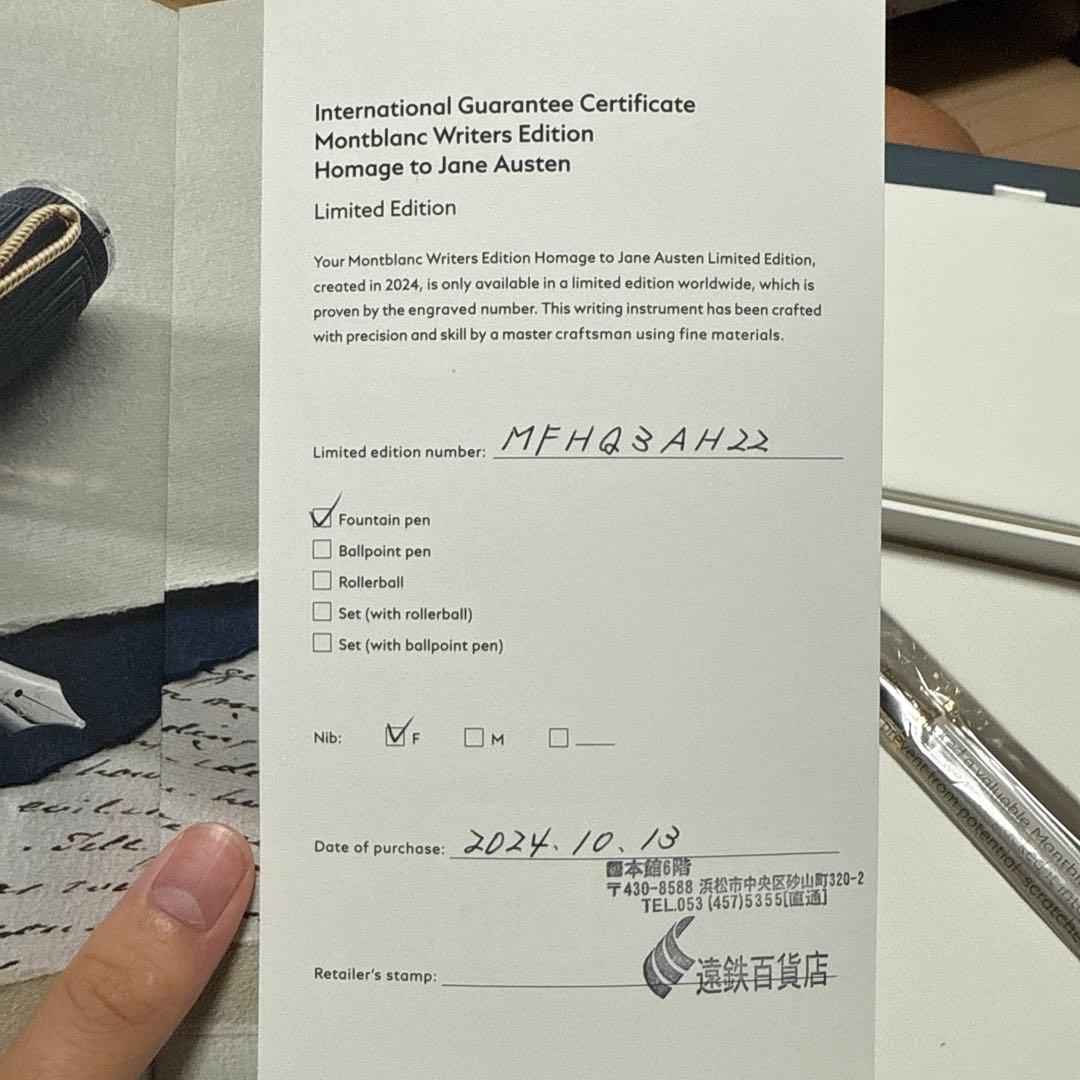 International Guarantee Certificate
Montblanc Writers Edition
Homage to Jane Austen
Limited Edition
Your Montblanc Writers Edition Homage to Jane Austen Limited Edition,
created in 2024, is only available in a limited edition worldwide, which is
proven by the engraved number. This writing instrument has been crafted
with precision and skill by a master craftsman using fine materials.
Limited edition number: MFHQ3AH22
Fountain pen
Ballpoint pen
Rollerball
Set (with rollerball)
Set (with ballpoint pen)
Nib: F M
Date of purchase: 2024.10.13
本館6階
〒430-8588 浜松市中央区砂山町320-2
TEL.053 (457)5355[直通]
Retailer's stamp: 遠鉄百貨店
a valuable
prevent from potential